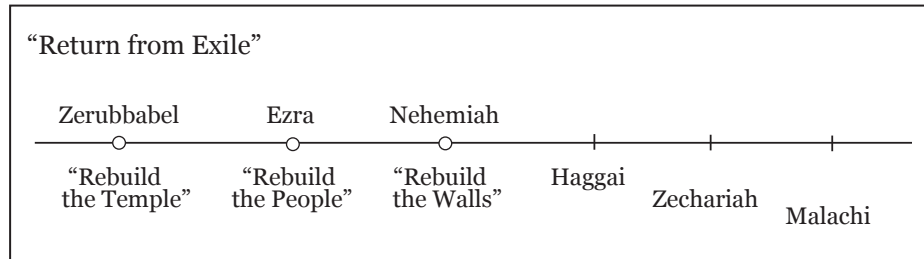 “Return from Exile”
Zerubbabel
Ezra
Nehemiah
“Rebuild
the Temple”
“Rebuild
the People”
“Rebuild
the Walls”
Haggai
Zechariah
Malachi